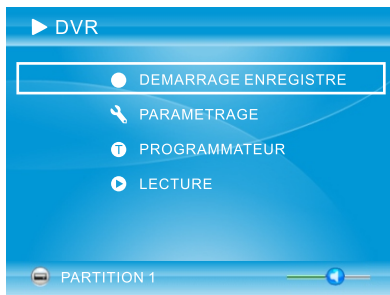 DVR
DEMARRAGE ENREGISTRE
PARAMETRAGE
T PROGRAMMATEUR
LECTURE
PARTITION 1